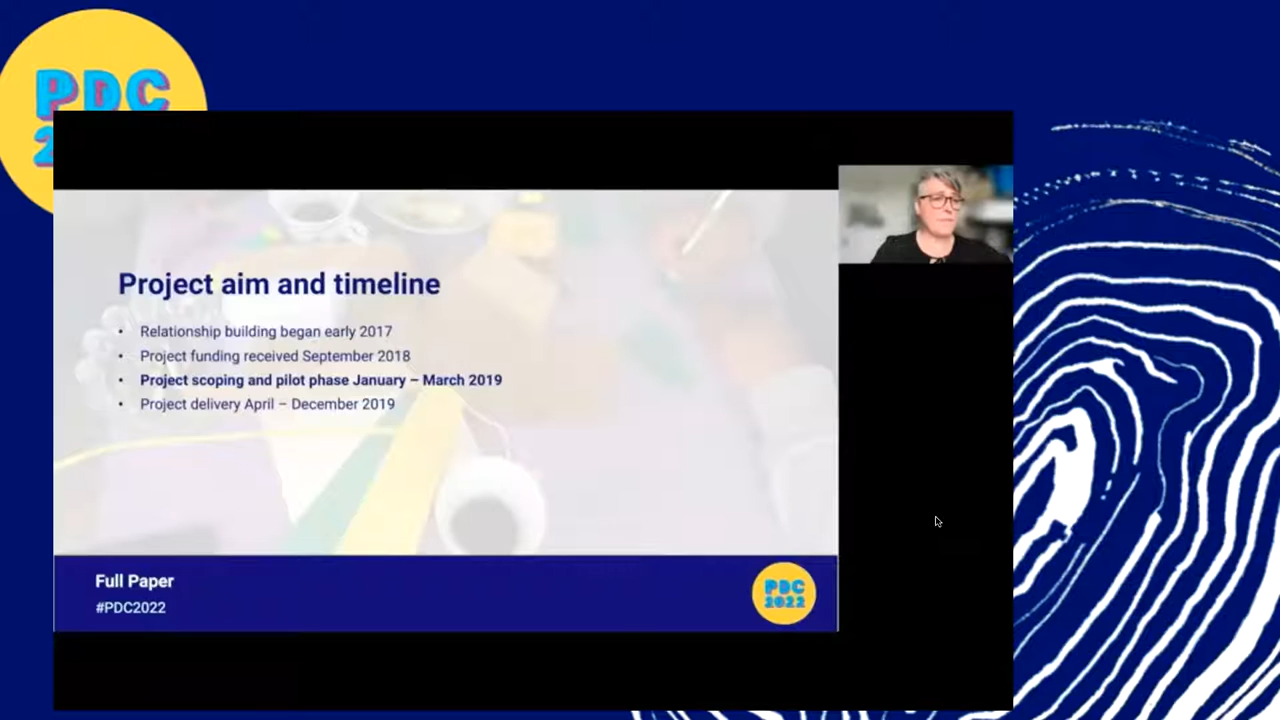 PDC
2
Project aim and timeline
• Relationship building began early 2017
• Project funding received September 2018
• Project scoping and pilot phase January – March 2019
• Project delivery April – December 2019
Full Paper
#PDC2022
PDC
2022